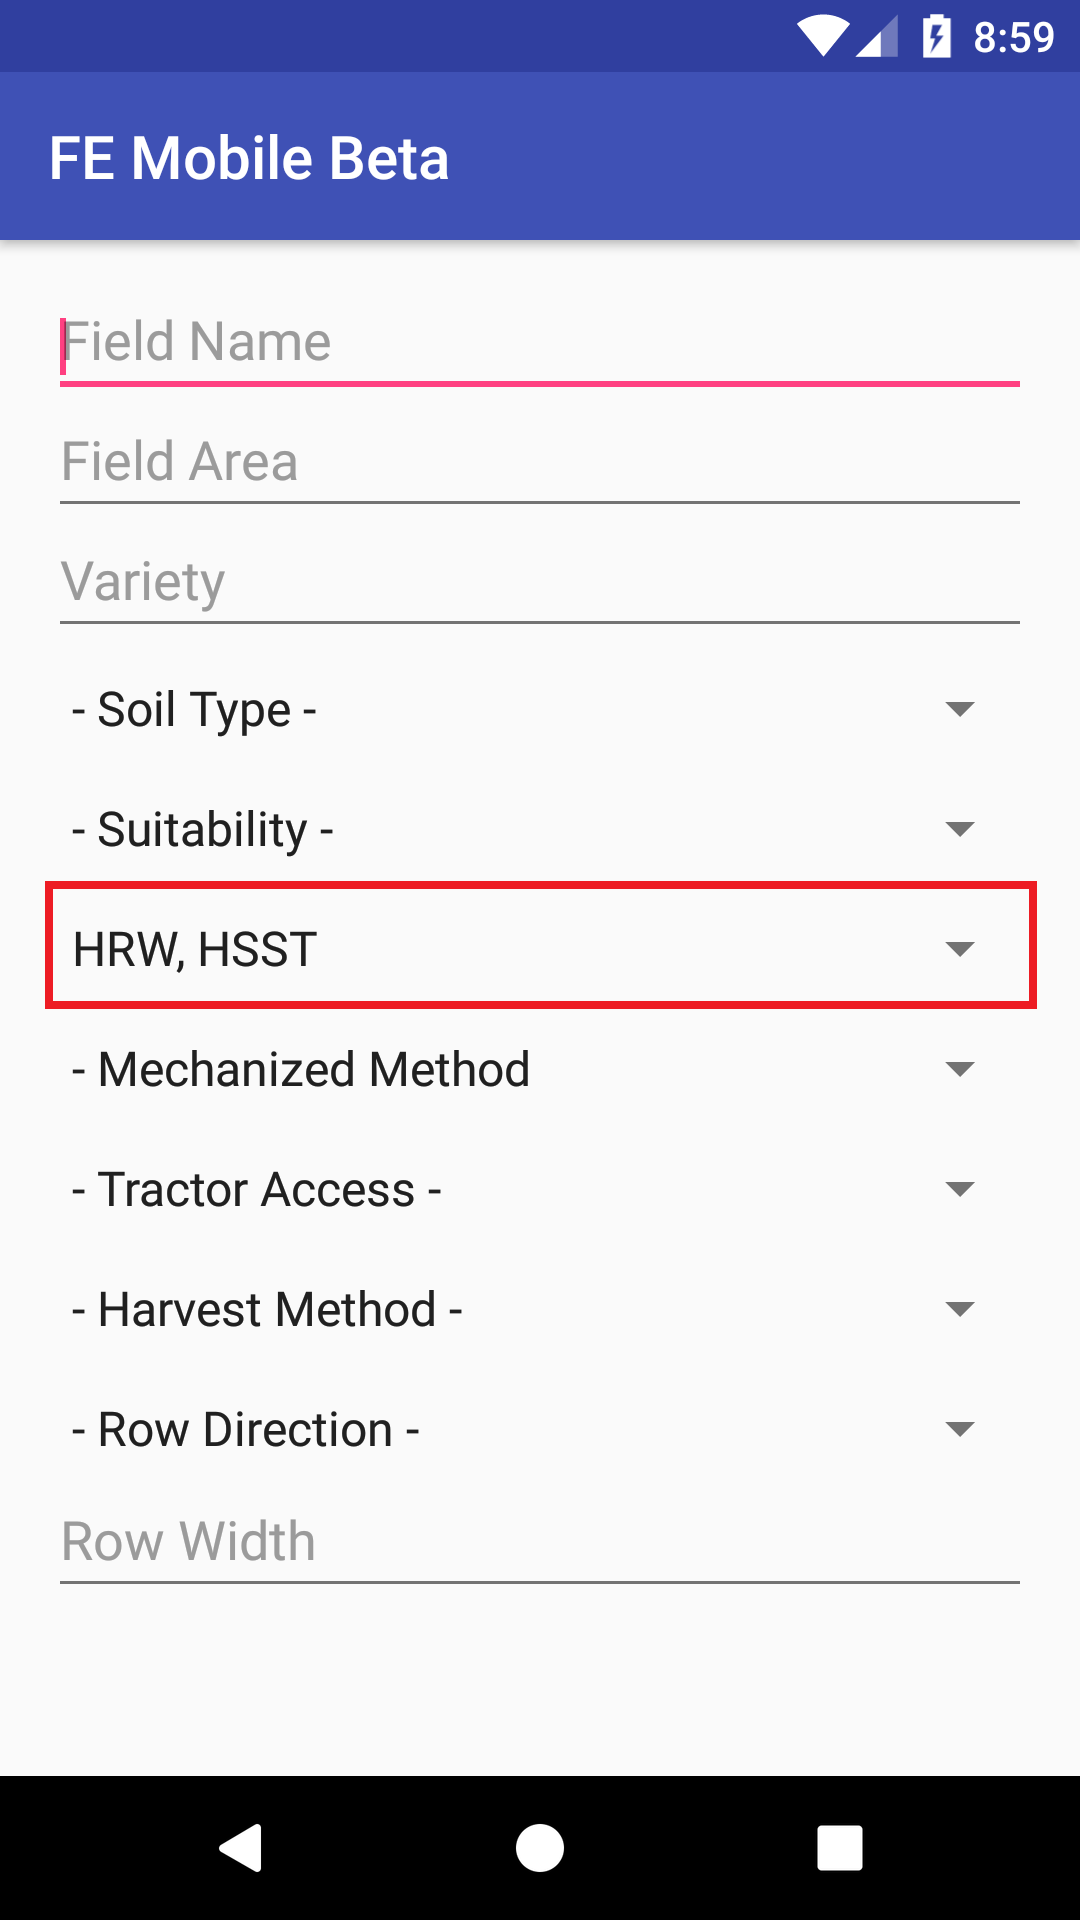 8:59
FE Mobile Beta
Field Name
Field Area
Variety
- Soil Type -
- Suitability -
HRW, HSST
- Mechanized Method
- Tractor Access -
- Harvest Method -
- Row Direction -
Row Width